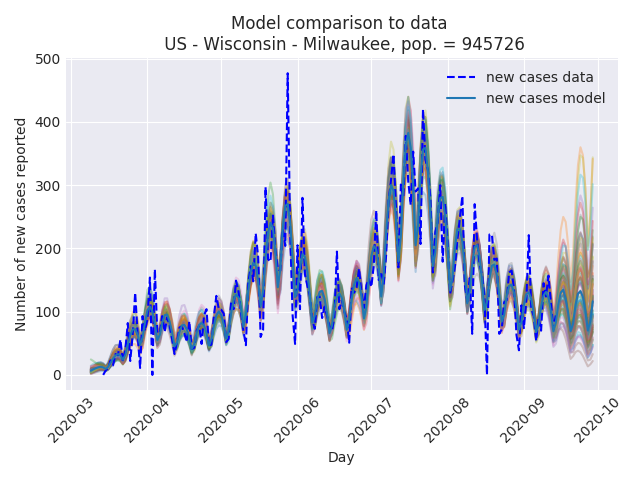 Model comparison to data
US - Wisconsin - Milwaukee, pop. = 945726
Number of new cases reported
500
400
300
200
100
0
new cases data
new cases model
2020-03
2020-04
2020-05
2020-06
2020-07
2020-08
2020-09
2020-10
Day